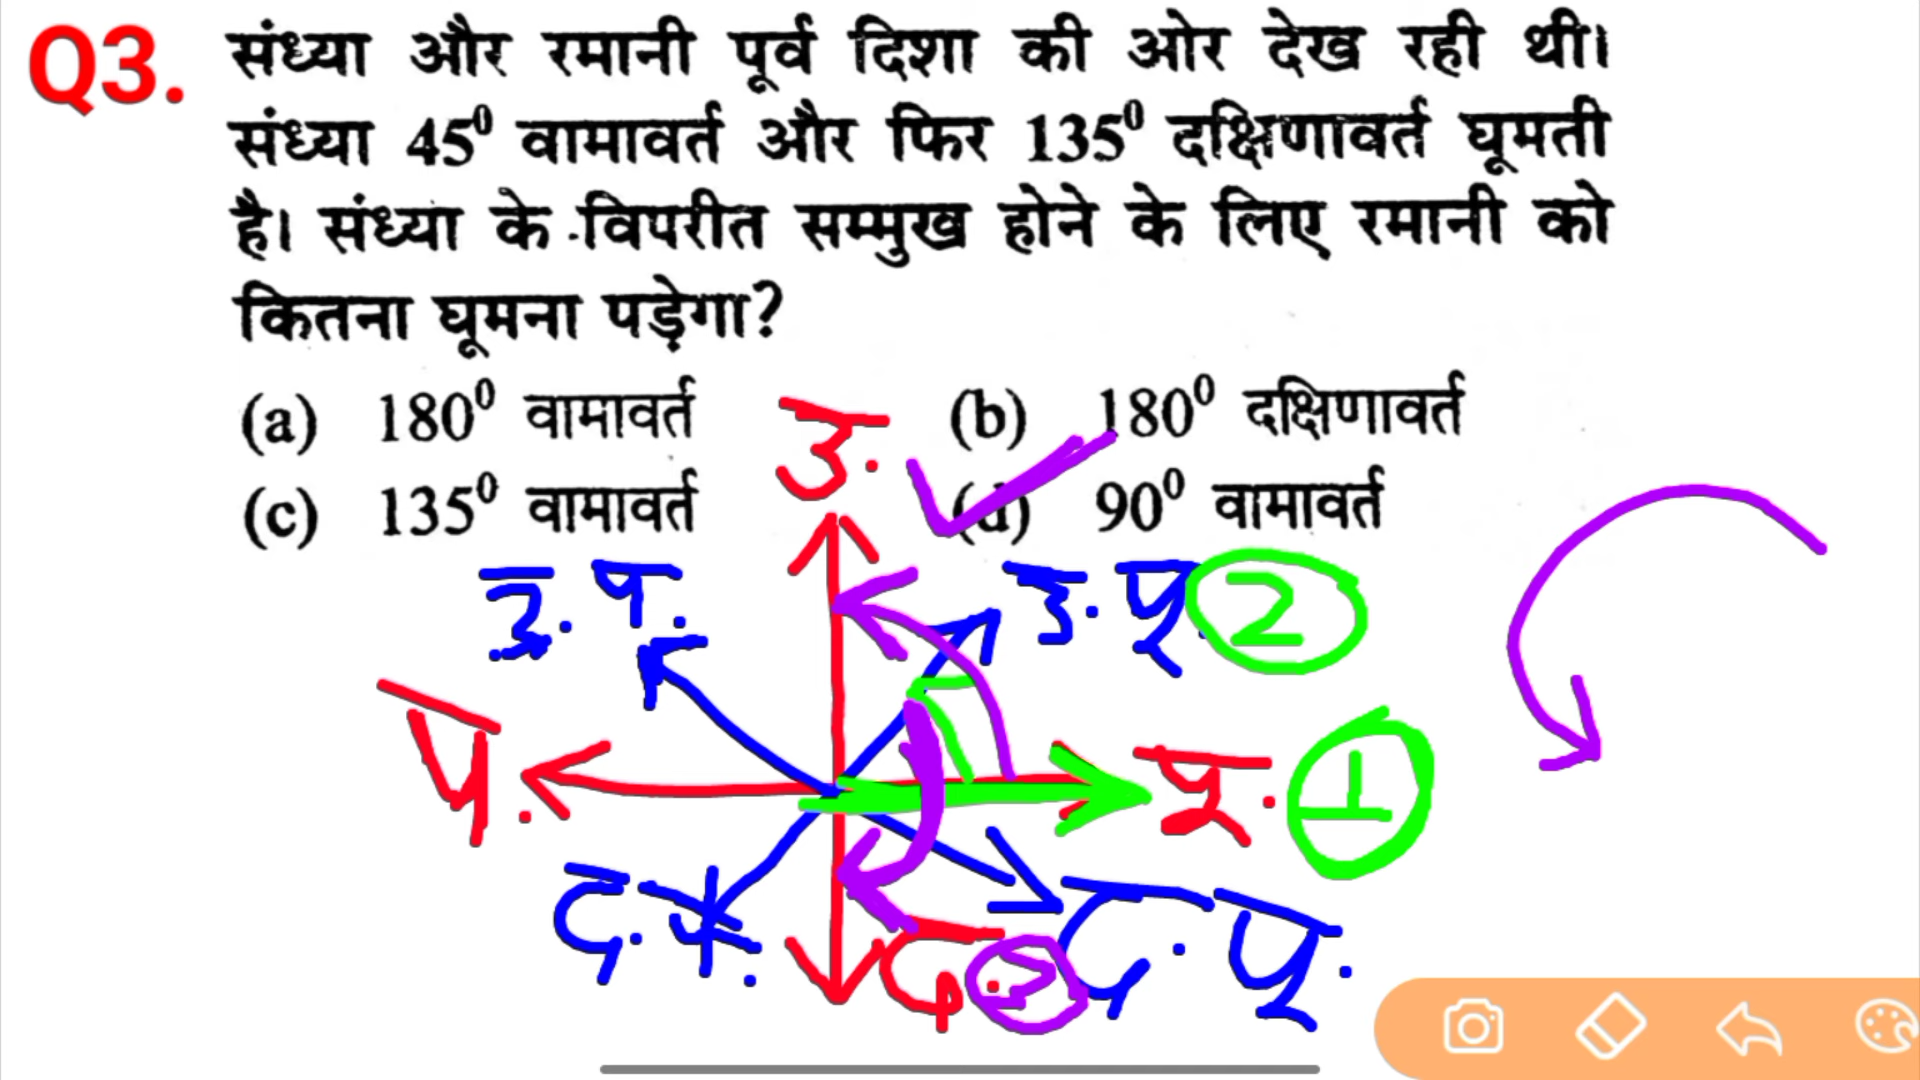 Q3. संध्या और रमानी पूर्व दिशा की ओर देख रही थी।
संध्या 45⁰ वामावर्त और फिर 135⁰ दक्षिणावर्त घूमती
है। संध्या के विपरीत सम्मुख होने के लिए रमानी को
कितना घूमना पड़ेगा?
(a) 180⁰ वामावर्त (b) 180⁰ दक्षिणावर्त
(c) 135⁰ वामावर्त (d) 90⁰ वामावर्त
उ.
उ. प. उ. पू. 2
प. पू. 1
द. प. द. द. पू.